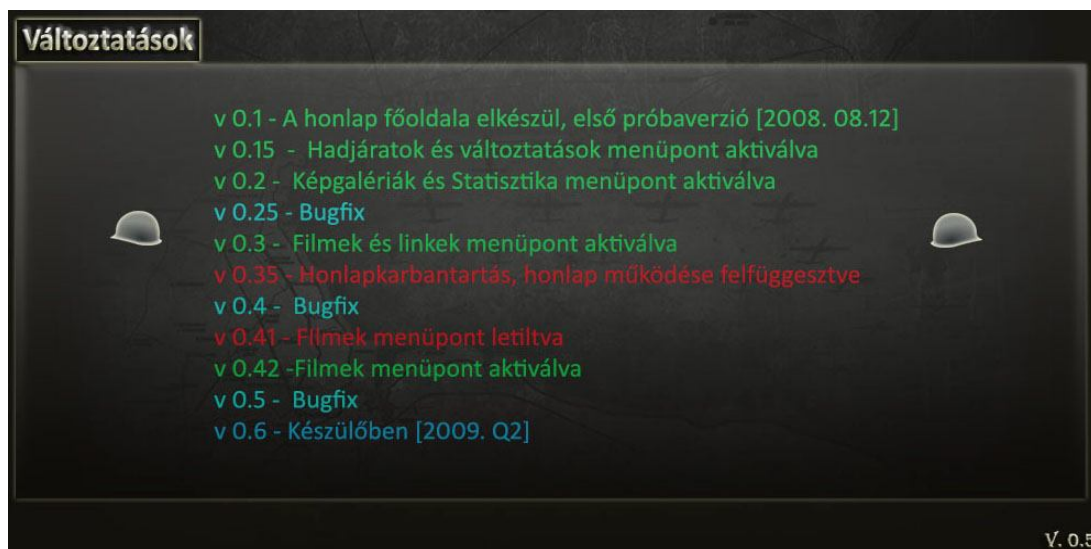 Változtatások
v 0.1 - A honlap főoldala elkészül, első próbaverzió [2008. 08.12]
v 0.15 - Hadjáratok és változtatások menüpont aktiválva
v 0.2 - Képgalériák és Statisztika menüpont aktiválva
v 0.25 - Bugfix
v 0.3 - Filmek és linkek menüpont aktiválva
v 0.35 - Honlapkarbantartás, honlap működése felfüggesztve
v 0.4 - Bugfix
v 0.41 - Filmek menüpont letiltva
v 0.42 -Filmek menüpont aktiválva
v 0.5 - Bugfix
v 0.6 - Készülőben [2009. Q2]
V. 0.5